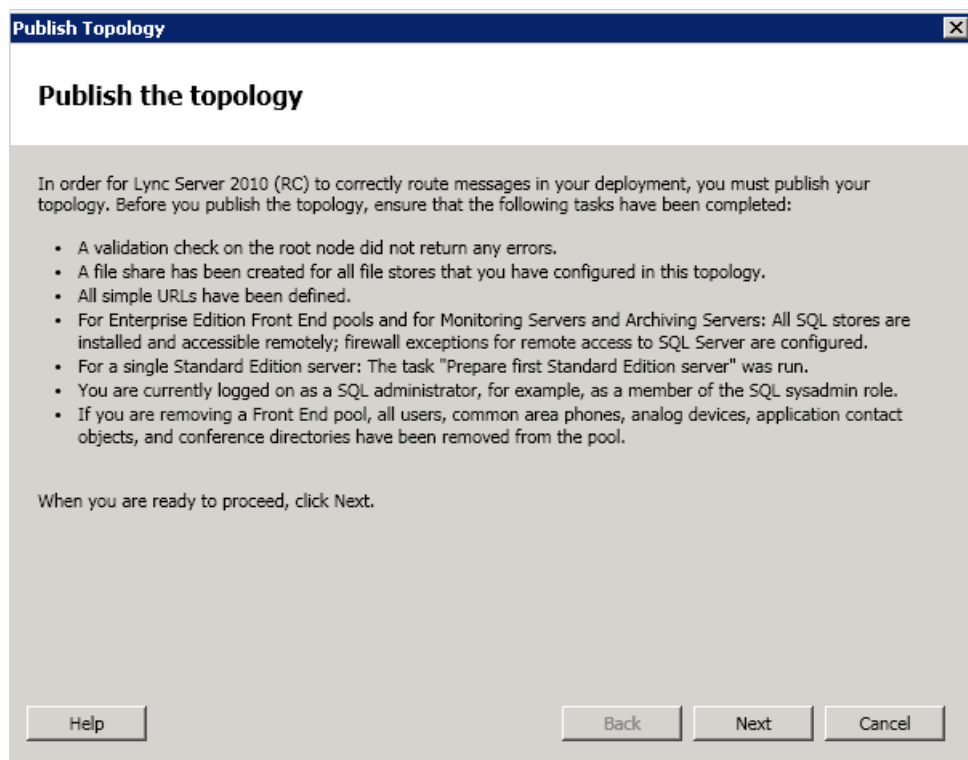 Publish Topology
Publish the topology
In order for Lync Server 2010 (RC) to correctly route messages in your deployment, you must publish your
topology. Before you publish the topology, ensure that the following tasks have been completed:
• A validation check on the root node did not return any errors.
• A file share has been created for all file stores that you have configured in this topology.
• All simple URLs have been defined.
• For Enterprise Edition Front End pools and for Monitoring Servers and Archiving Servers: All SQL stores are
installed and accessible remotely; firewall exceptions for remote access to SQL Server are configured.
• For a single Standard Edition server: The task "Prepare first Standard Edition server" was run.
• You are currently logged on as a SQL administrator, for example, as a member of the SQL sysadmin role.
• If you are removing a Front End pool, all users, common area phones, analog devices, application contact
objects, and conference directories have been removed from the pool.
When you are ready to proceed, click Next.
Help Back Next Cancel